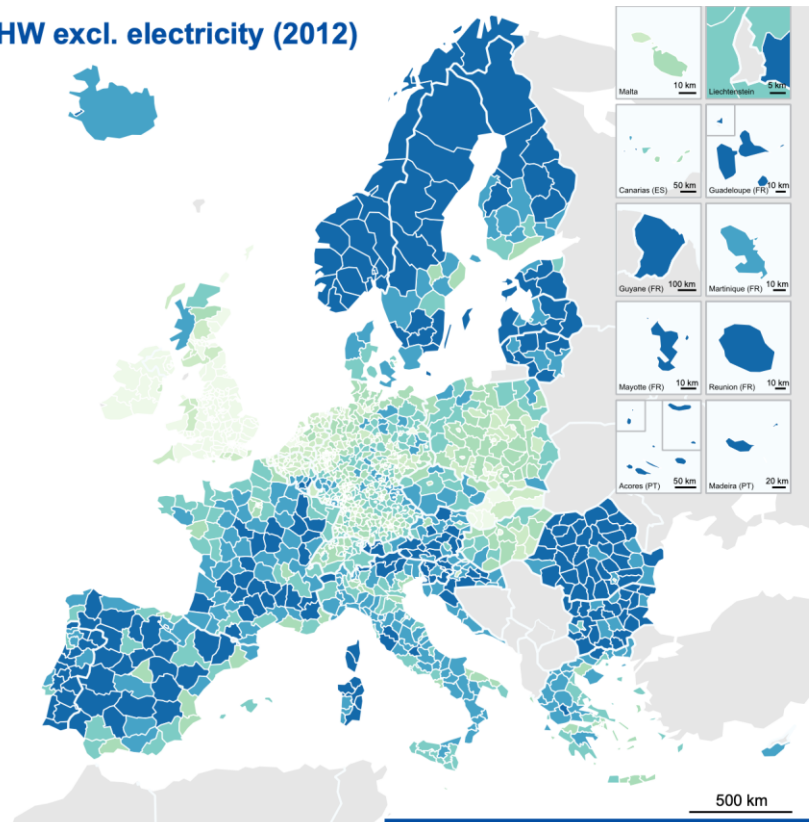 HW excl. electricity (2012)
Malta
10 km
Liechtenstein
5 km
Canarias (ES)
50 km
Guadeloupe (FR)
10 km
Guyane (FR)
100 km
Martinique (FR)
10 km
Mayotte (FR)
10 km
Reunion (FR)
10 km
Acores (PT)
50 km
Madeira (PT)
20 km
500 km